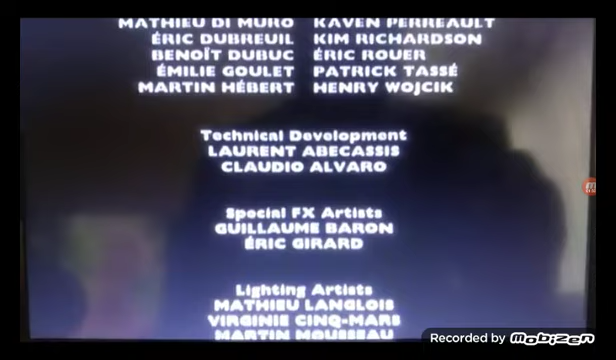 MATHIEU DI MURO KAVEN PERREAULT
ÉRIC DUBREUIL KIM RICHARDSON
BENOÎT DUBUC ÉRIC ROUER
ÉMILIE GOULET PATRICK TASSÉ
MARTIN HÉBERT HENRY WOJCIK
Technical Development
LAURENT ABECASSIS
CLAUDIO ALVARO
Special FX Artists
GUILLAUME BARON
ÉRIC GIRARD
Lighting Artists
MATHIEU LANGLOIS
VIRGINIE CINQ-MARS
MARTIN MOUSSEAU
Recorded by Mobizen